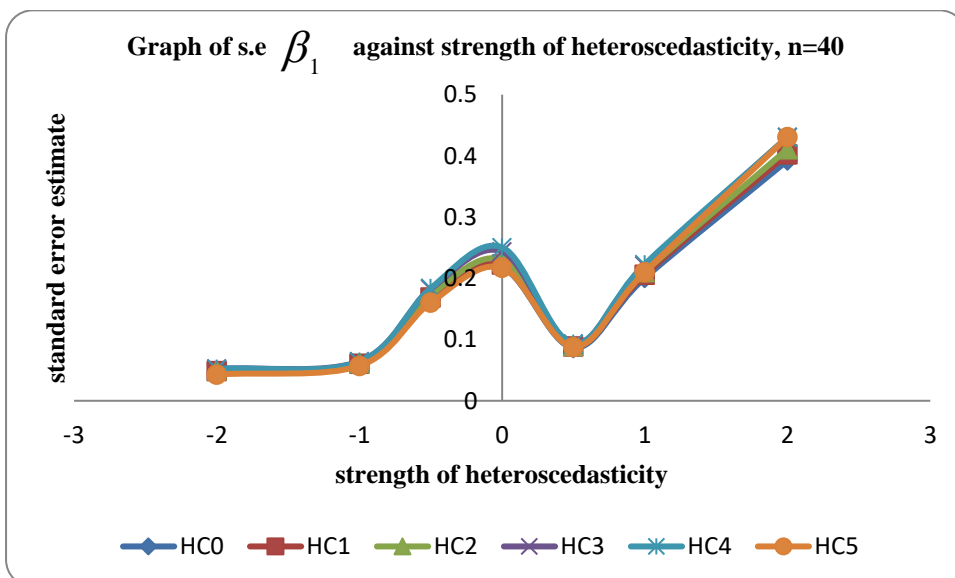 Graph of s.e β₁ against strength of heteroscedasticity, n=40
standard error estimate
0.5
0.4
0.3
0.2
0.1
0
-3 -2 -1 0 1 2 3
strength of heteroscedasticity
HC0 HC1 HC2 HC3 HC4 HC5